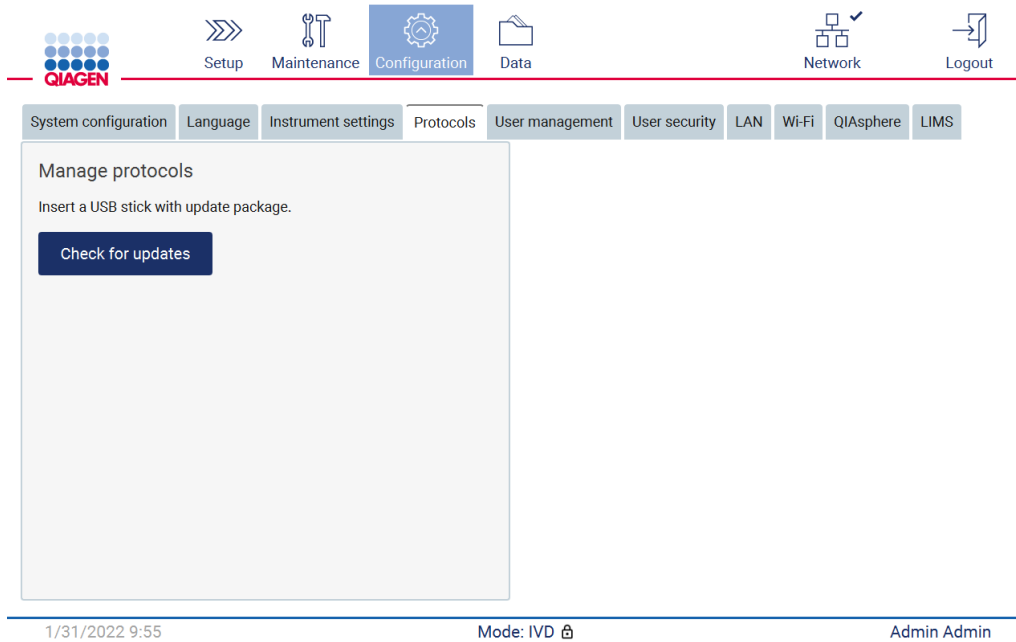 QIAGEN
Setup Maintenance Configuration Data Network Logout
System configuration Language Instrument settings Protocols User management User security LAN Wi-Fi QIAsphere LIMS
Manage protocols
Insert a USB stick with update package.
Check for updates
1/31/2022 9:55 Mode: IVD Admin Admin